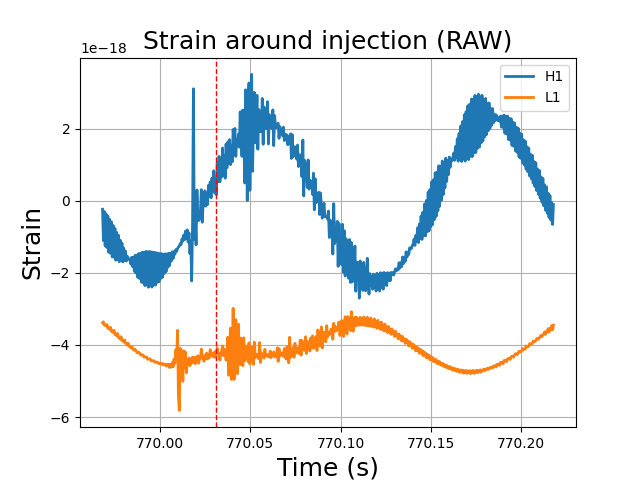 Strain around injection (RAW)
1e−18
H1
L1
2
0
−2
−4
−6
Strain
770.00 770.05 770.10 770.15 770.20
Time (s)